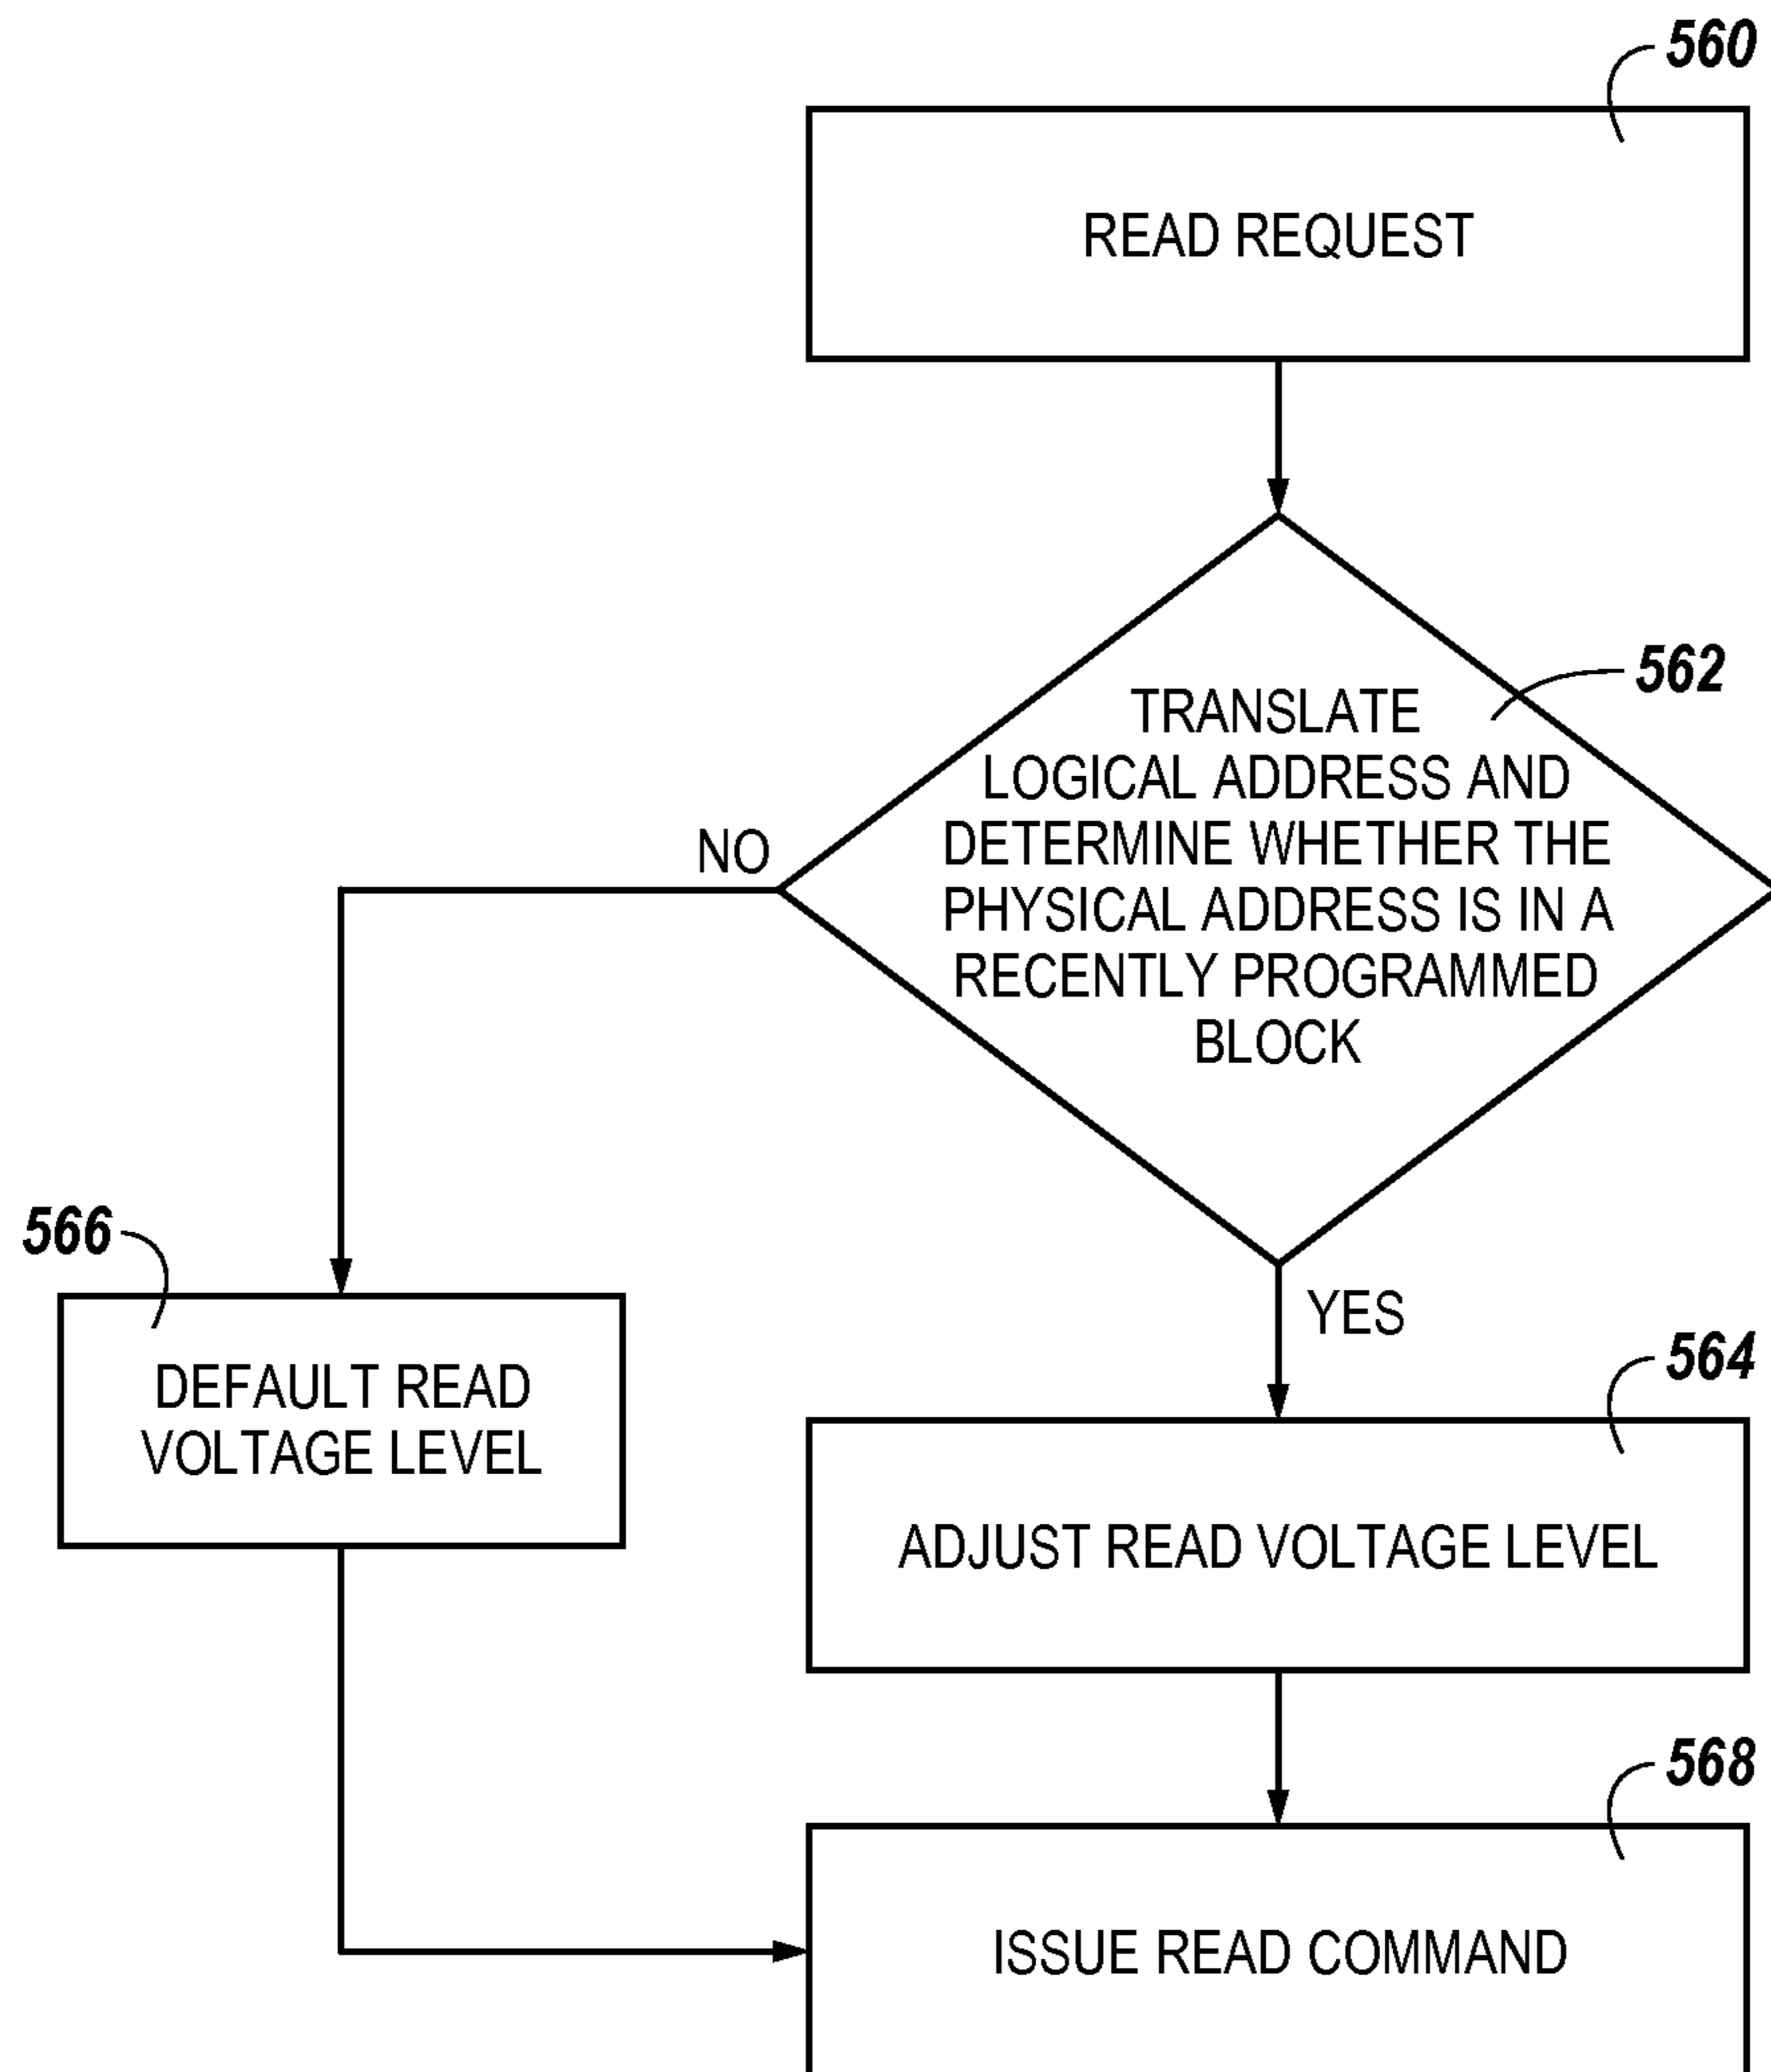 560
READ REQUEST
562
TRANSLATE
LOGICAL ADDRESS AND
DETERMINE WHETHER THE
PHYSICAL ADDRESS IS IN A
RECENTLY PROGRAMMED
BLOCK
NO
YES
566
DEFAULT READ
VOLTAGE LEVEL
564
ADJUST READ VOLTAGE LEVEL
568
ISSUE READ COMMAND